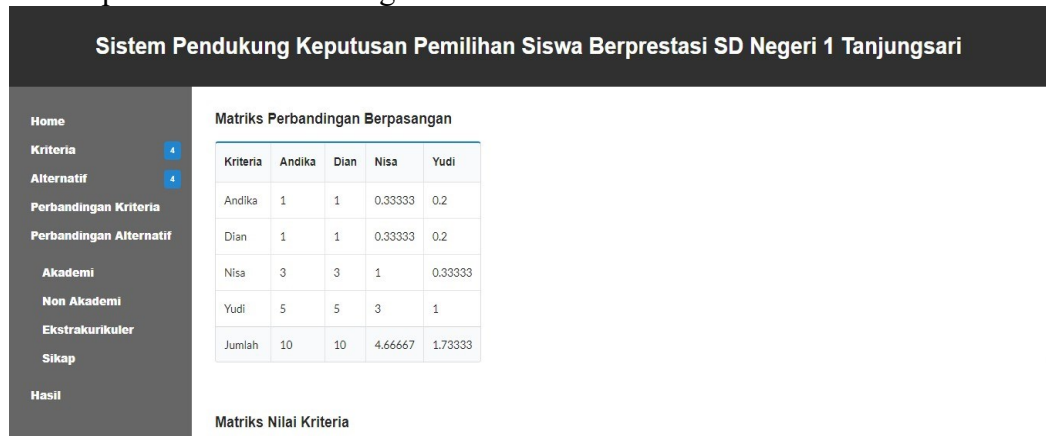 Sistem Pendukung Keputusan Pemilihan Siswa Berprestasi SD Negeri 1 Tanjungsari
Home
Kriteria 4
Alternatif 4
Perbandingan Kriteria
Perbandingan Alternatif
Akademi
Non Akademi
Ekstrakurikuler
Sikap
Hasil
Matriks Perbandingan Berpasangan
Kriteria Andika Dian Nisa Yudi
Andika 1 1 0.33333 0.2
Dian 1 1 0.33333 0.2
Nisa 3 3 1 0.33333
Yudi 5 5 3 1
Jumlah 10 10 4.66667 1.73333
Matriks Nilai Kriteria